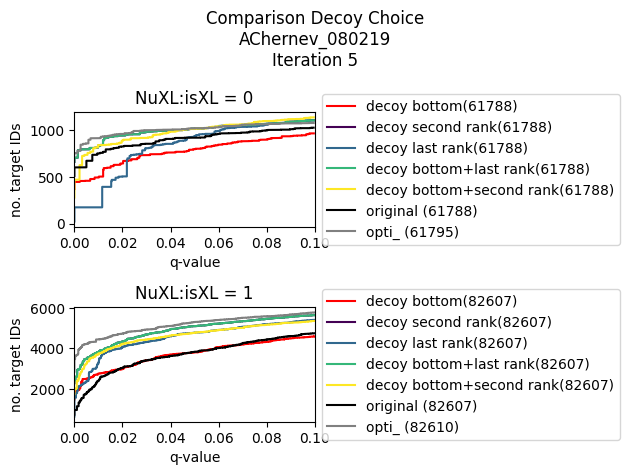 Comparison Decoy Choice
AChernev_080219
Iteration 5
NuXL:isXL = 0
no. target IDs
1000
500
0
0.00 0.02 0.04 0.06 0.08 0.10
q-value
decoy bottom(61788)
decoy second rank(61788)
decoy last rank(61788)
decoy bottom+last rank(61788)
decoy bottom+second rank(61788)
original (61788)
opti_ (61795)
NuXL:isXL = 1
no. target IDs
6000
4000
2000
0.00 0.02 0.04 0.06 0.08 0.10
q-value
decoy bottom(82607)
decoy second rank(82607)
decoy last rank(82607)
decoy bottom+last rank(82607)
decoy bottom+second rank(82607)
original (82607)
opti_ (82610)